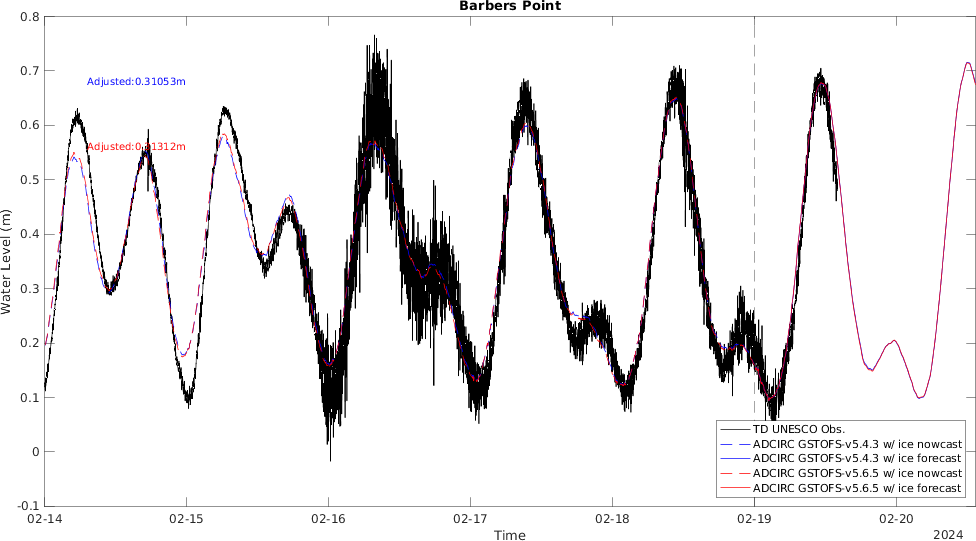 Barbers Point
0.8
0.7
0.6
0.5
0.4
0.3
0.2
0.1
0
-0.1
Water Level (m)
Adjusted:0.31053m
Adjusted:0.31312m
TD UNESCO Obs.
ADCIRC GSTOFS-v5.4.3 w/ ice nowcast
ADCIRC GSTOFS-v5.4.3 w/ ice forecast
ADCIRC GSTOFS-v5.6.5 w/ ice nowcast
ADCIRC GSTOFS-v5.6.5 w/ ice forecast
02-14 02-15 02-16 02-17 02-18 02-19 02-20
Time
2024